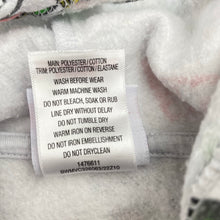 MAIN: POLYESTER / COTTON
TRIM: POLYESTER / COTTON / ELASTANE
WASH BEFORE WEAR
WARM MACHINE WASH
DO NOT BLEACH, SOAK OR RUB
LINE DRY WITHOUT DELAY
DO NOT TUMBLE DRY
WARM IRON ON REVERSE
DO NOT IRON EMBELLISHMENT
DO NOT DRYCLEAN
1476611